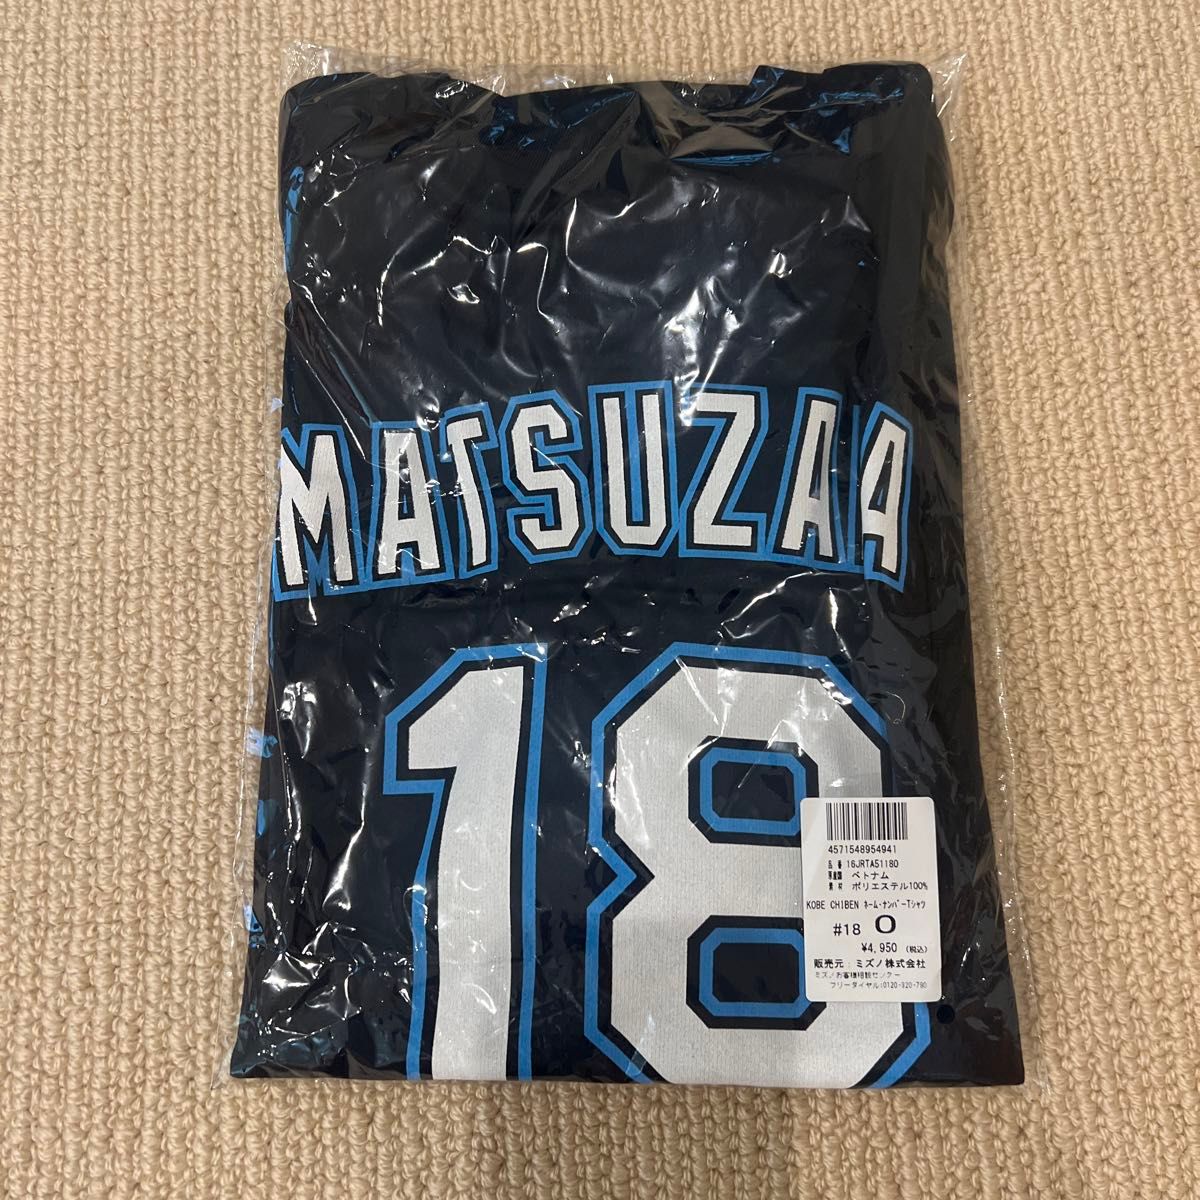 MATSUZAA
18
4571548954941
品 番 16JRTA51180
原産国 ベトナム
素 材 ポリエステル100%
KOBE CHIBEN ネーム・ナンバーTシャツ
#18 O
¥4,950 (税込)
販売元:ミズノ株式会社
ミズノお客様相談センター
フリーダイヤル:0120-320-790